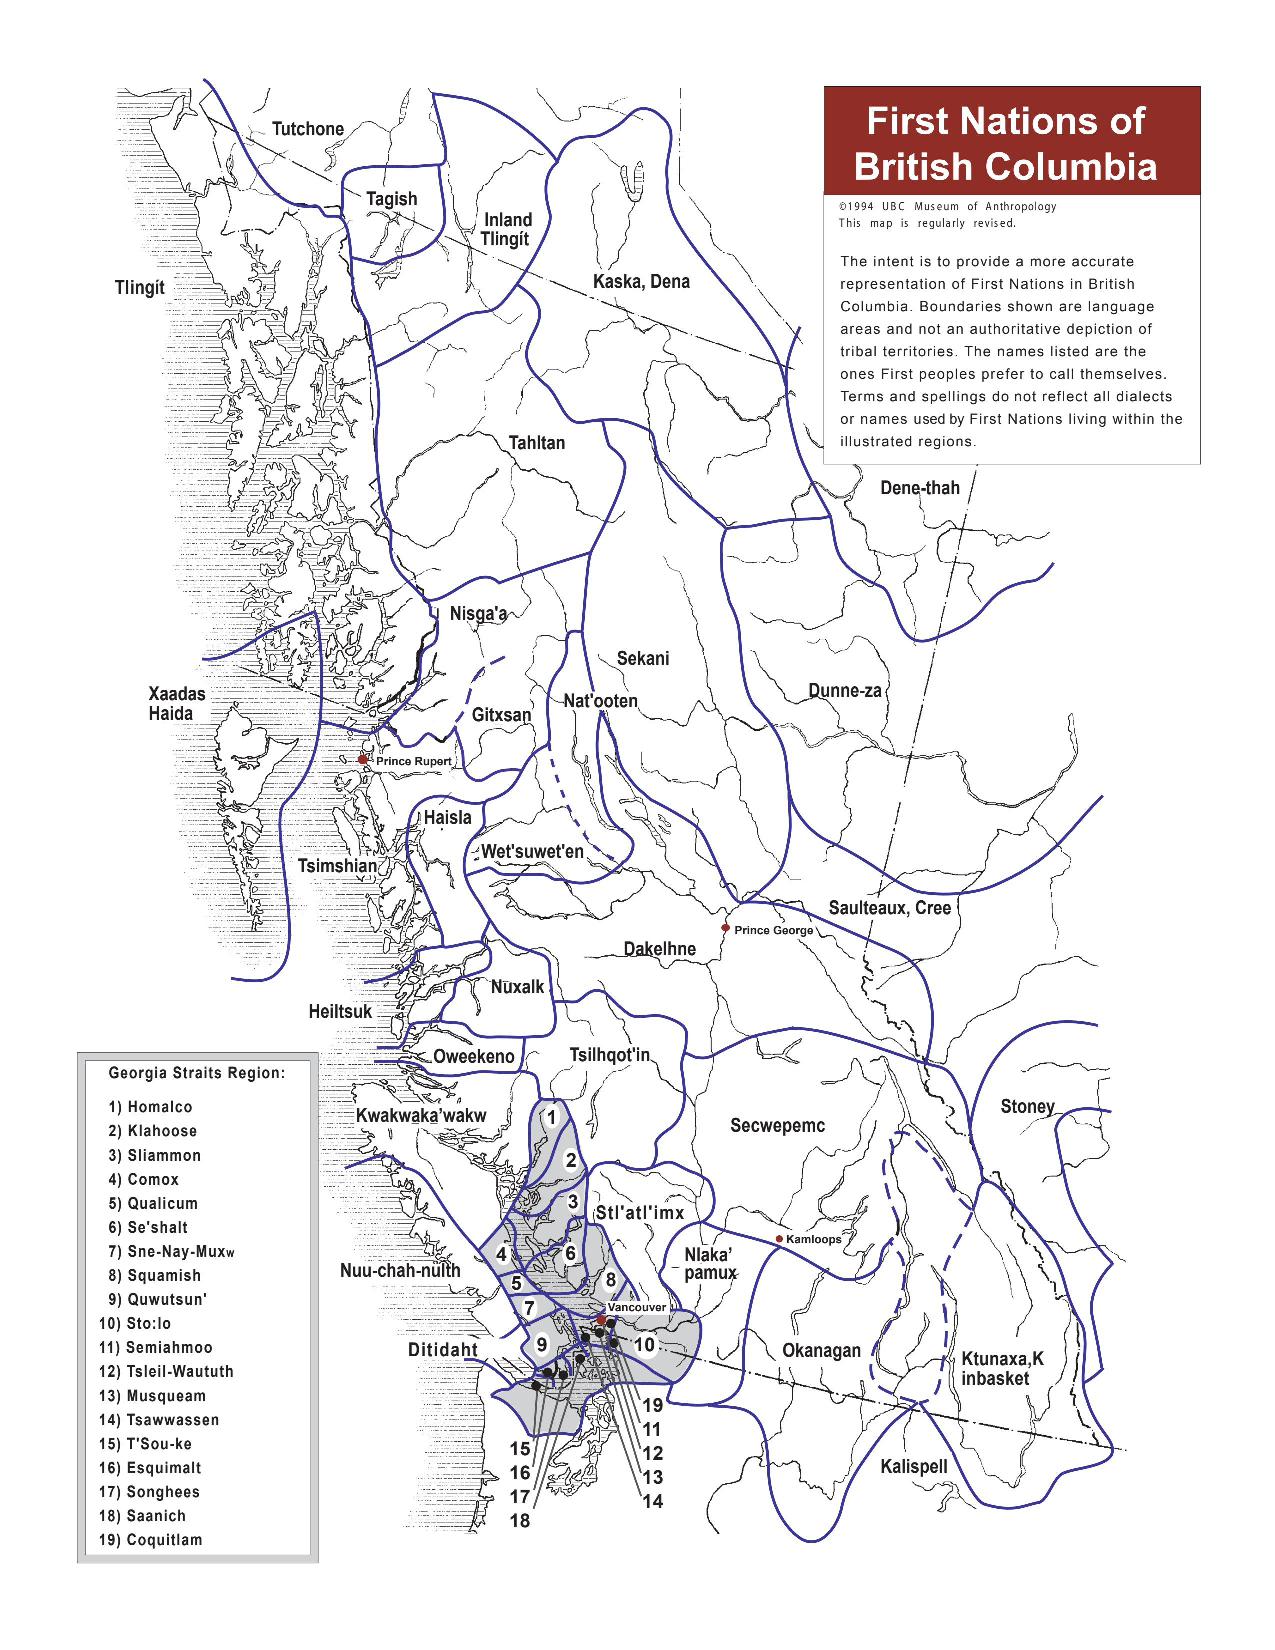 First Nations of
British Columbia
©1994 UBC Museum of Anthropology
This map is regularly revised.
The intent is to provide a more accurate
representation of First Nations in British
Columbia. Boundaries shown are language
areas and not an authoritative depiction of
tribal territories. The names listed are the
ones First peoples prefer to call themselves.
Terms and spellings do not reflect all dialects
or names used by First Nations living within the
illustrated regions.
Tutchone
Tagish
Inland
Tlingít
Kaska, Dena
Tlingít
Tahltan
Dene-thah
Nisga'a
Sekani
Xaadas
Haida
Nat'ooten
Dunne-za
Gitxsan
Prince Rupert
Haisla
Wet'suwet'en
Tsimshian
Saulteaux, Cree
Prince George
Dakelhne
Nuxalk
Heiltsuk
Oweekeno
Tsilhqot'in
Kwakwaka'wakw
Stoney
Secwepemc
1
2
3
Stl'atl'imx
Kamloops
4
6
Nlaka'
pamux
Nuu-chah-nulth
5
8
7
Vancouver
Ditidaht
9
10
Okanagan
Ktunaxa,K
inbasket
19
11
12
13
14
15
16
17
18
Kalispell
Georgia Straits Region:
1) Homalco
2) Klahoose
3) Sliammon
4) Comox
5) Qualicum
6) Se'shalt
7) Sne-Nay-Muxw
8) Squamish
9) Quwutsun'
10) Sto:lo
11) Semiahmoo
12) Tsleil-Waututh
13) Musqueam
14) Tsawwassen
15) T'Sou-ke
16) Esquimalt
17) Songhees
18) Saanich
19) Coquitlam